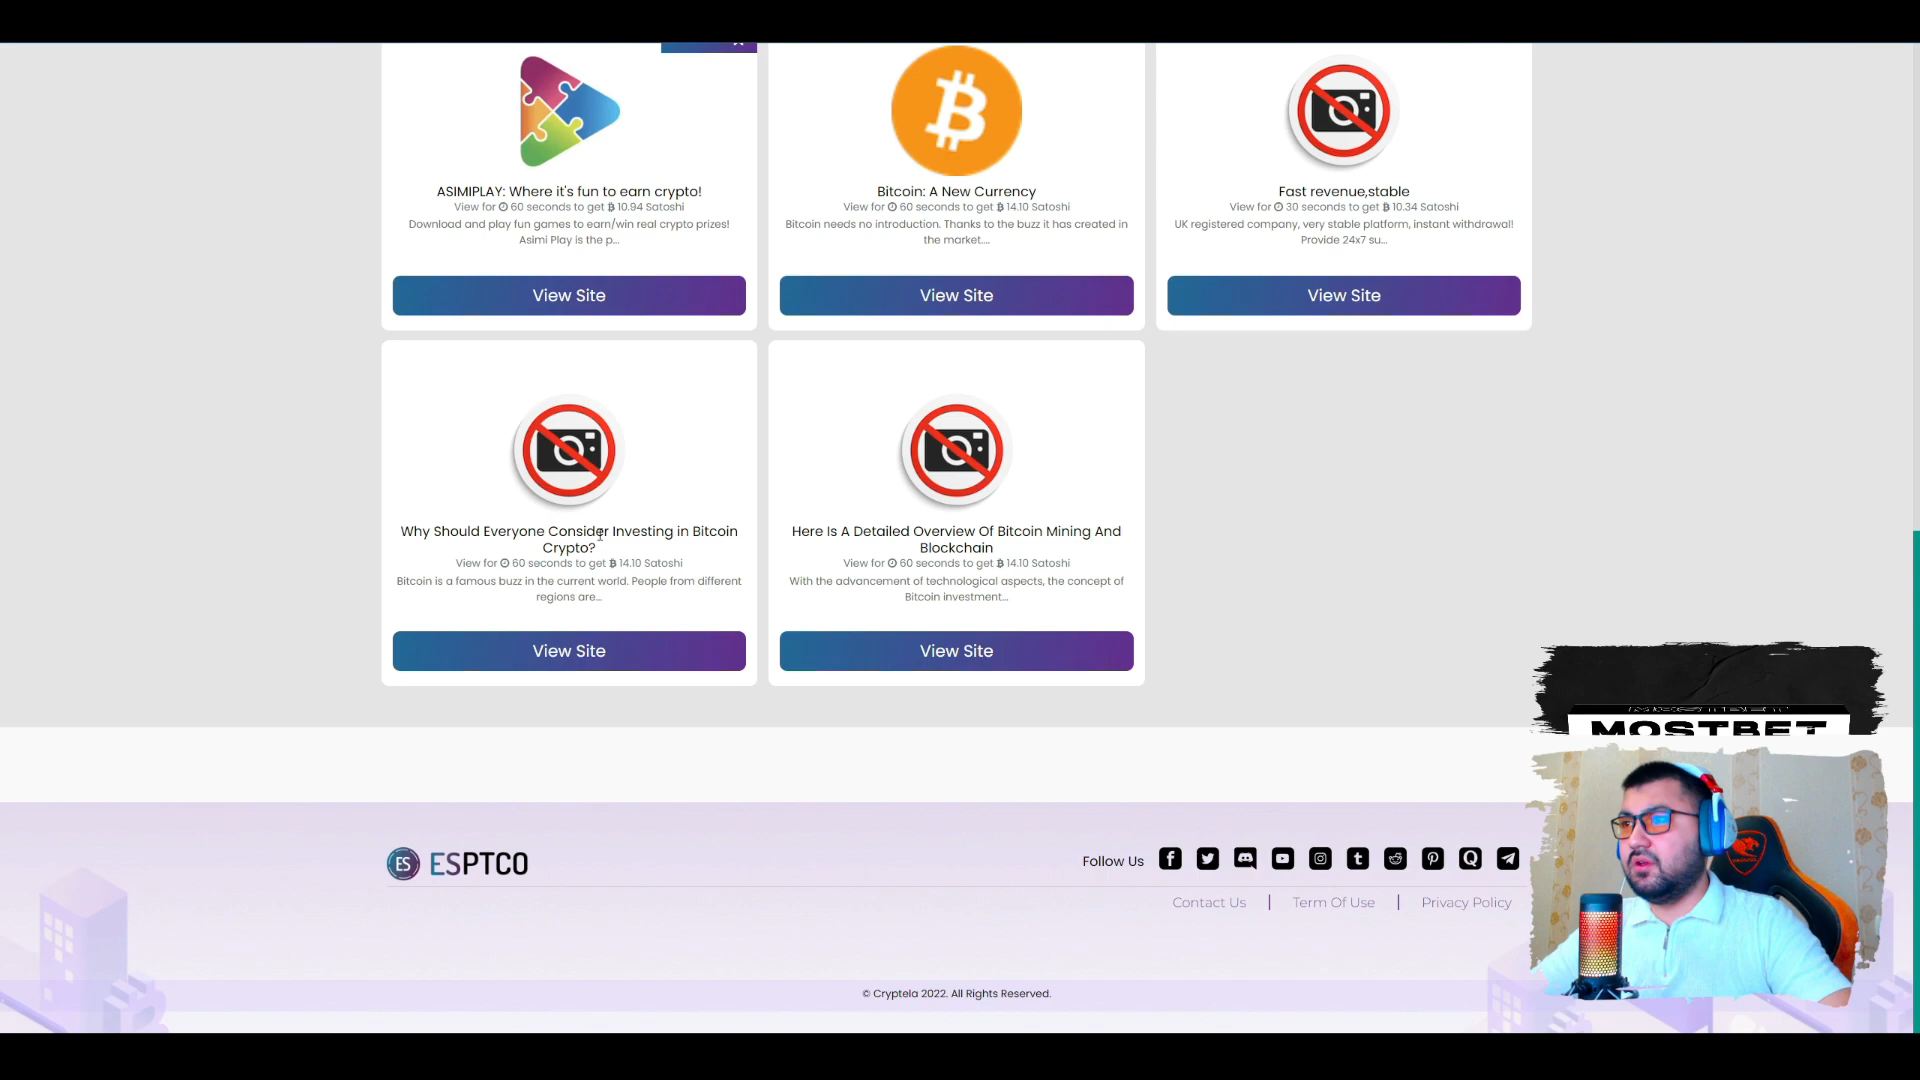 ASIMIPLAY: Where it's fun to earn crypto!
View for 60 seconds to get 10.94 Satoshi
Download and play fun games to earn/win real crypto prizes!
Asimi Play is the p...
View Site
Bitcoin: A New Currency
View for 60 seconds to get 14.10 Satoshi
Bitcoin needs no introduction. Thanks to the buzz it has created in
the market....
View Site
Fast revenue,stable
View for 30 seconds to get 10.34 Satoshi
UK registered company, very stable platform, instant withdrawal!
Provide 24x7 su...
View Site
Why Should Everyone Consider Investing in Bitcoin
Crypto?
View for 60 seconds to get 14.10 Satoshi
Bitcoin is a famous buzz in the current world. People from different
regions are...
View Site
Here Is A Detailed Overview Of Bitcoin Mining And
Blockchain
View for 60 seconds to get 14.10 Satoshi
With the advancement of technological aspects, the concept of
Bitcoin investment...
View Site
MOSTBET
ES ESPTCO
Follow Us
Contact Us | Term Of Use | Privacy Policy
© Cryptela 2022. All Rights Reserved.